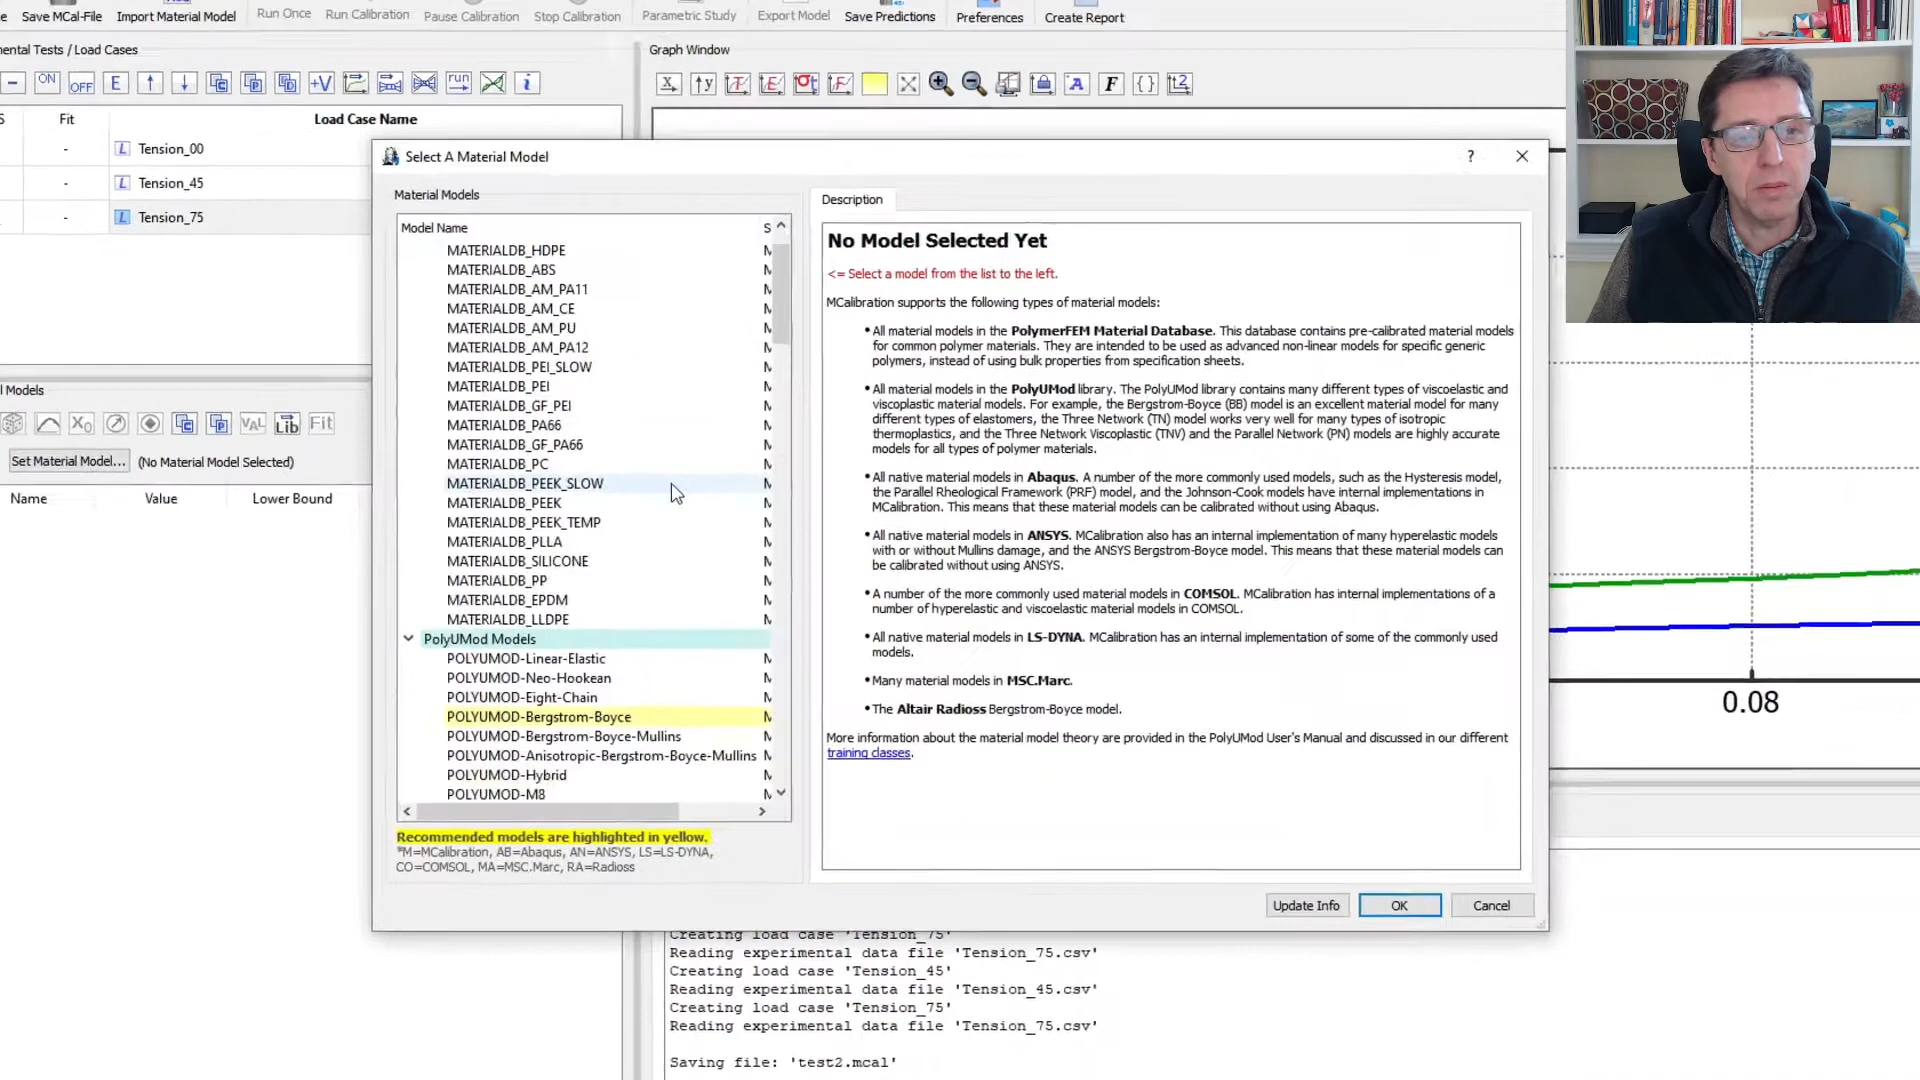 Save MCal-File
Import Material Model
Run Once
Run Calibration
Pause Calibration
Stop Calibration
Parametric Study
Export Model
Save Predictions
Preferences
Create Report
ental Tests / Load Cases
Graph Window
ON
OFF
E
+V
run
i
Fit
Load Case Name
- L Tension_00
- L Tension_45
- L Tension_75
l Models
X0
VAL
Lib
Fit
Set Material Model...
(No Material Model Selected)
Name
Value
Lower Bound
Select A Material Model
?
Material Models
Model Name
S
MATERIALDB_HDPE
MATERIALDB_ABS
MATERIALDB_AM_PA11
MATERIALDB_AM_CE
MATERIALDB_AM_PU
MATERIALDB_AM_PA12
MATERIALDB_PEI_SLOW
MATERIALDB_PEI
MATERIALDB_GF_PEI
MATERIALDB_PA66
MATERIALDB_GF_PA66
MATERIALDB_PC
MATERIALDB_PEEK_SLOW
MATERIALDB_PEEK
MATERIALDB_PEEK_TEMP
MATERIALDB_PLLA
MATERIALDB_SILICONE
MATERIALDB_PP
MATERIALDB_EPDM
MATERIALDB_LLDPE
PolyUMod Models
POLYUMOD-Linear-Elastic
POLYUMOD-Neo-Hookean
POLYUMOD-Eight-Chain
POLYUMOD-Bergstrom-Boyce
POLYUMOD-Bergstrom-Boyce-Mullins
POLYUMOD-Anisotropic-Bergstrom-Boyce-Mullins
POLYUMOD-Hybrid
POLYUMOD-M8
Recommended models are highlighted in yellow.
*M=MCalibration, AB=Abaqus, AN=ANSYS, LS=LS-DYNA,
CO=COMSOL, MA=MSC.Marc, RA=Radioss
Description
No Model Selected Yet
<= Select a model from the list to the left.
MCalibration supports the following types of material models:
• All material models in the PolymerFEM Material Database. This database contains pre-calibrated material models
for common polymer materials. They are intended to be used as advanced non-linear models for specific generic
polymers, instead of using bulk properties from specification sheets.
• All material models in the PolyUMod library. The PolyUMod library contains many different types of viscoelastic and
viscoplastic material models. For example, the Bergstrom-Boyce (BB) model is an excellent material model for many
different types of elastomers, the Three Network (TN) model works very well for many types of isotropic
thermoplastics, and the Three Network Viscoplastic (TNV) and the Parallel Network (PN) models are highly accurate
models for all types of polymer materials.
• All native material models in Abaqus. A number of the more commonly used models, such as the Hysteresis model,
the Parallel Rheological Framework (PRF) model, and the Johnson-Cook models have internal implementations in
MCalibration. This means that these material models can be calibrated without using Abaqus.
• All native material models in ANSYS. MCalibration also has an internal implementation of many hyperelastic models
with or without Mullins damage, and the ANSYS Bergstrom-Boyce model. This means that these material models can
be calibrated without using ANSYS.
• A number of the more commonly used material models in COMSOL. MCalibration has internal implementations of a
number of hyperelastic and viscoelastic material models in COMSOL.
• All native material models in LS-DYNA. MCalibration has an internal implementation of some of the commonly used
models.
• Many material models in MSC.Marc.
• The Altair Radioss Bergstrom-Boyce model.
More information about the material model theory are provided in the PolyUMod User's Manual and discussed in our different
training classes.
Update Info
OK
Cancel
0.08
Creating load case 'Tension_75'
Reading experimental data file 'Tension_75.csv'
Creating load case 'Tension_45'
Reading experimental data file 'Tension_45.csv'
Creating load case 'Tension_75'
Reading experimental data file 'Tension_75.csv'
Saving file: 'test2.mcal'